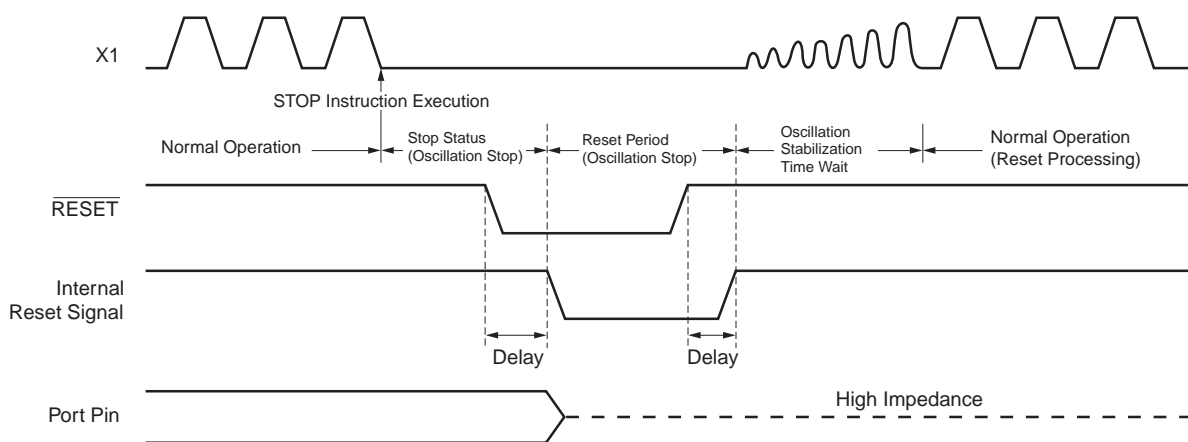 X1
STOP Instruction Execution
Normal Operation
Stop Status
(Oscillation Stop)
Reset Period
(Oscillation Stop)
Oscillation
Stabilization
Time Wait
Normal Operation
(Reset Processing)
RESET
Internal
Reset Signal
Delay
Delay
Port Pin
High Impedance